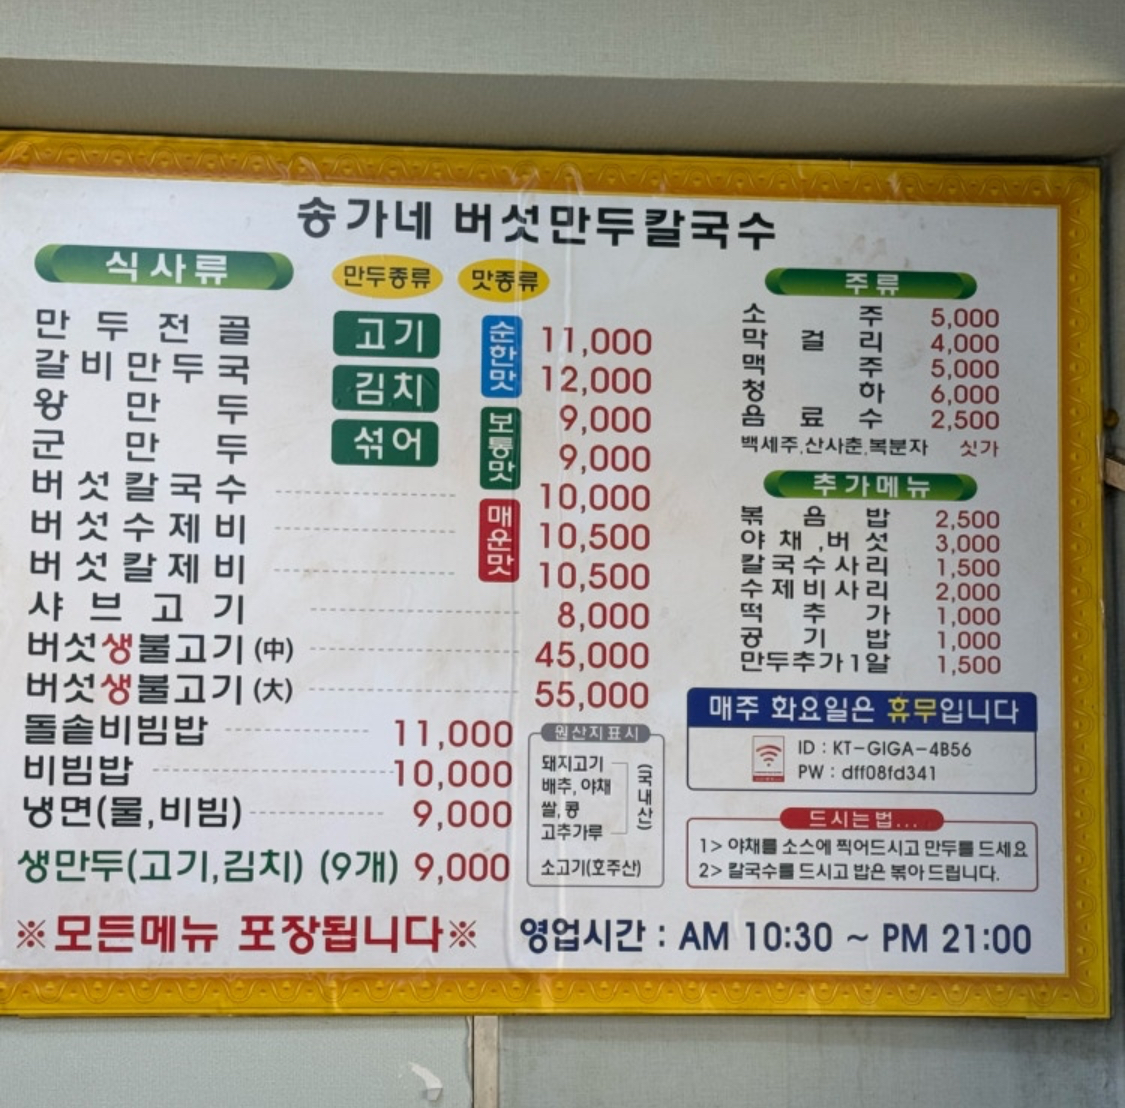 송가네 버섯만두칼국수
식사류
만두종류
맛종류
만두전골 11,000
갈비만두국 12,000
왕만두 9,000
군만두 9,000
버섯칼국수 10,000
버섯수제비 10,500
버섯칼제비 10,500
샤브고기 8,000
버섯생불고기(中) 45,000
버섯생불고기(大) 55,000
돌솥비빔밥 11,000
비빔밥 10,000
냉면(물,비빔) 9,000
생만두(고기,김치) (9개) 9,000
고기
김치
섞어
순한맛
보통맛
매운맛
주류
소주 5,000
막걸리 4,000
맥주 5,000
청하 6,000
음료수 2,500
백세주,산사춘,복분자 싯가
추가메뉴
볶음밥 2,500
야채,버섯 3,000
칼국수사리 1,500
수제비사리 2,000
떡추가 1,000
공기밥 1,000
만두추가1알 1,500
원산지표시
돼지고기
배추, 야채
쌀, 콩
고추가루
(국내산)
소고기(호주산)
매주 화요일은 휴무입니다
ID : KT-GIGA-4B56
PW : dff08fd341
드시는법...
1> 야채를 소스에 찍어드시고 만두를 드세요
2> 칼국수를 드시고 밥은 볶아 드립니다.
※모든메뉴 포장됩니다※
영업시간 : AM 10:30 ~ PM 21:00